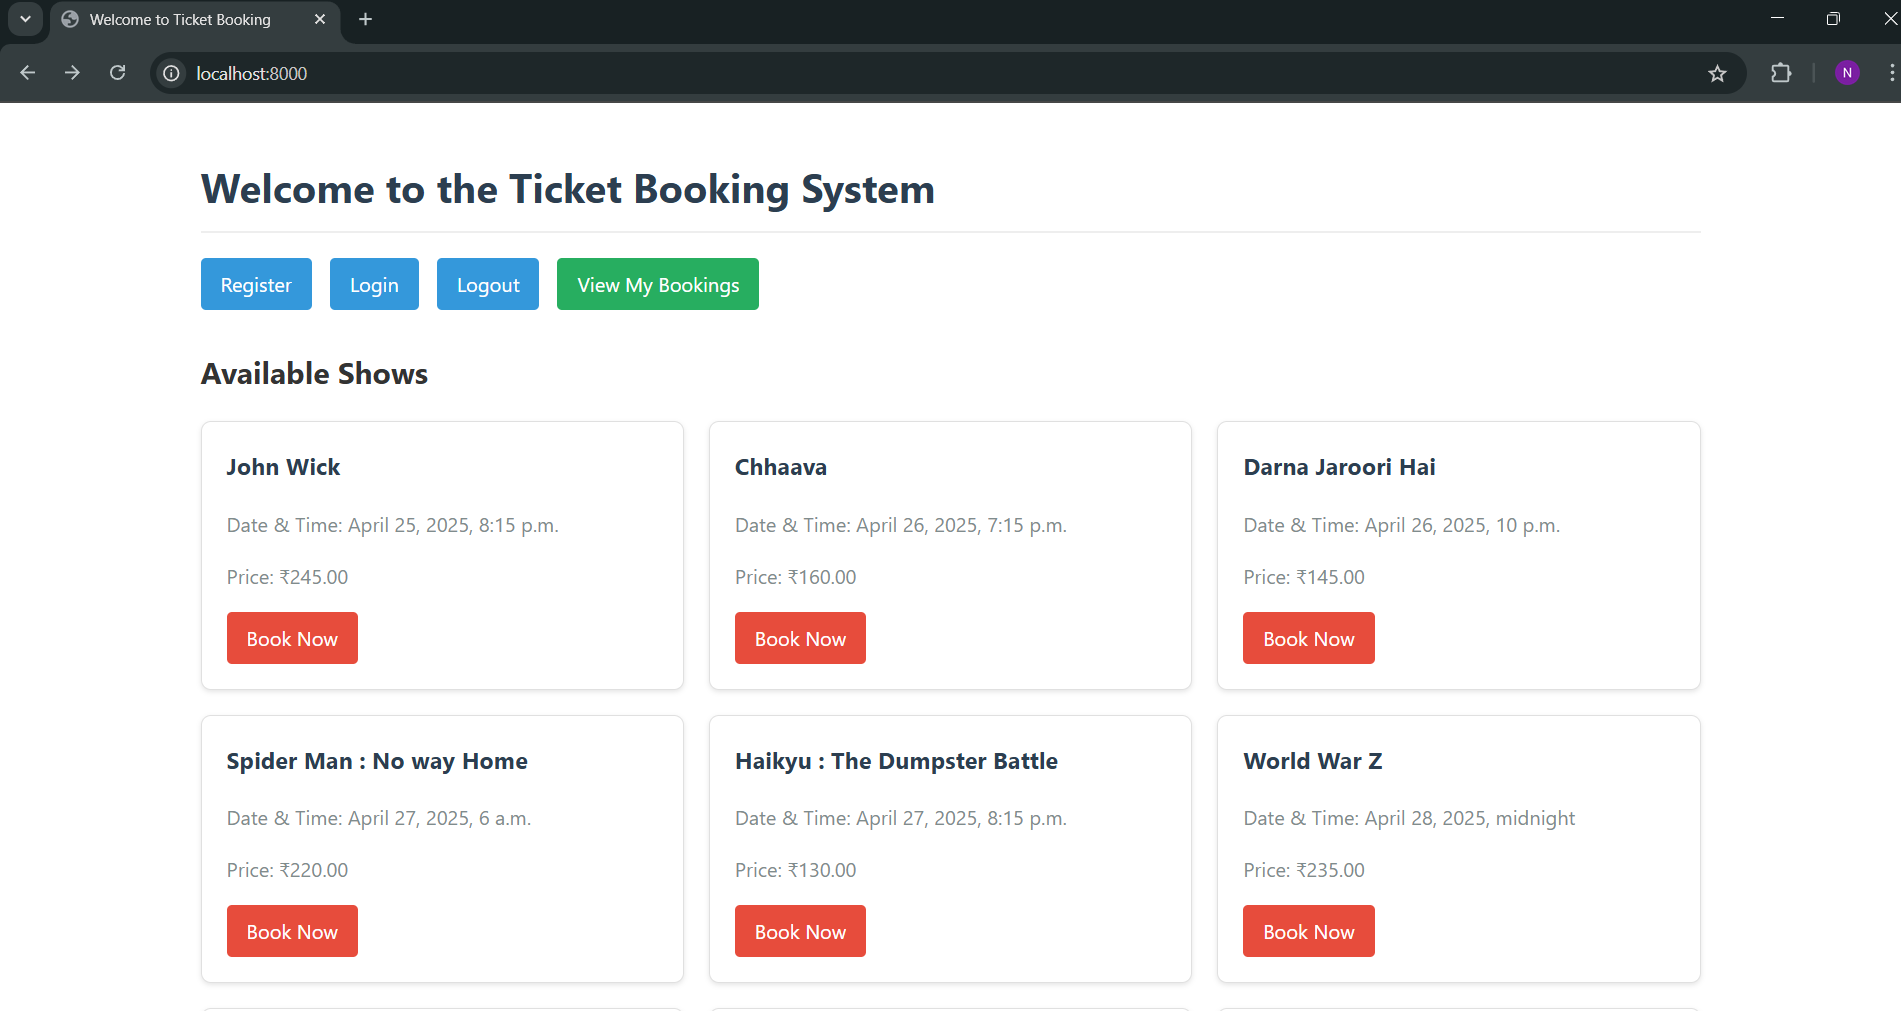 Welcome to Ticket Booking
localhost:8000
N
Welcome to the Ticket Booking System
Register Login Logout View My Bookings
Available Shows
John Wick
Date & Time: April 25, 2025, 8:15 p.m.
Price: ₹245.00
Book Now
Chhaava
Date & Time: April 26, 2025, 7:15 p.m.
Price: ₹160.00
Book Now
Darna Jaroori Hai
Date & Time: April 26, 2025, 10 p.m.
Price: ₹145.00
Book Now
Spider Man : No way Home
Date & Time: April 27, 2025, 6 a.m.
Price: ₹220.00
Book Now
Haikyu : The Dumpster Battle
Date & Time: April 27, 2025, 8:15 p.m.
Price: ₹130.00
Book Now
World War Z
Date & Time: April 28, 2025, midnight
Price: ₹235.00
Book Now